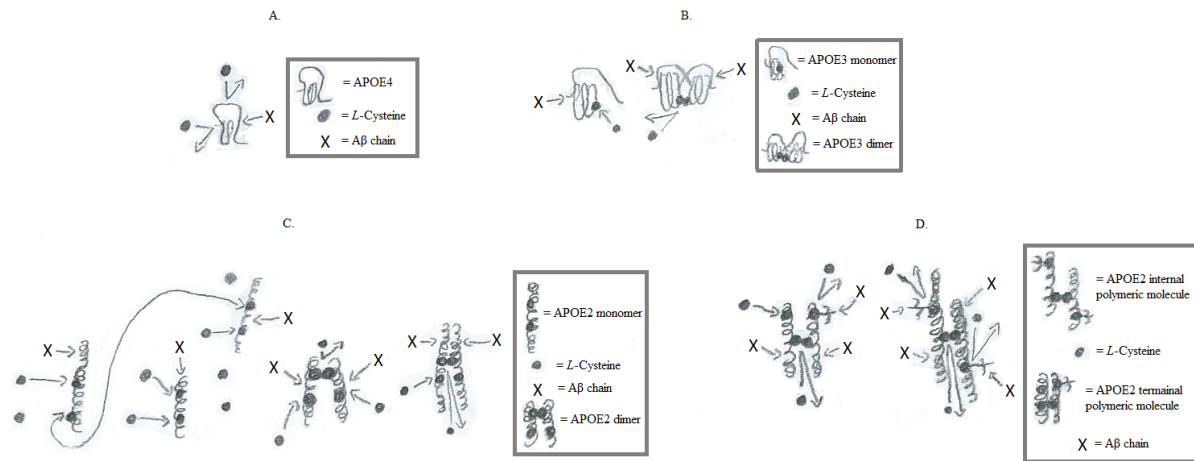 A.
X
= APOE4
= L-Cysteine
X = Aβ chain
B.
X
X
X
= APOE3 monomer
= L-Cysteine
X = Aβ chain
= APOE3 dimer
C.
X
X
X
X
X
X
X
= APOE2 monomer
= L-Cysteine
X = Aβ chain
= APOE2 dimer
D.
X
X
X
X
X
X
= APOE2 internal
polymeric molecule
= L-Cysteine
= APOE2 termainal
polymeric molecule
X = Aβ chain